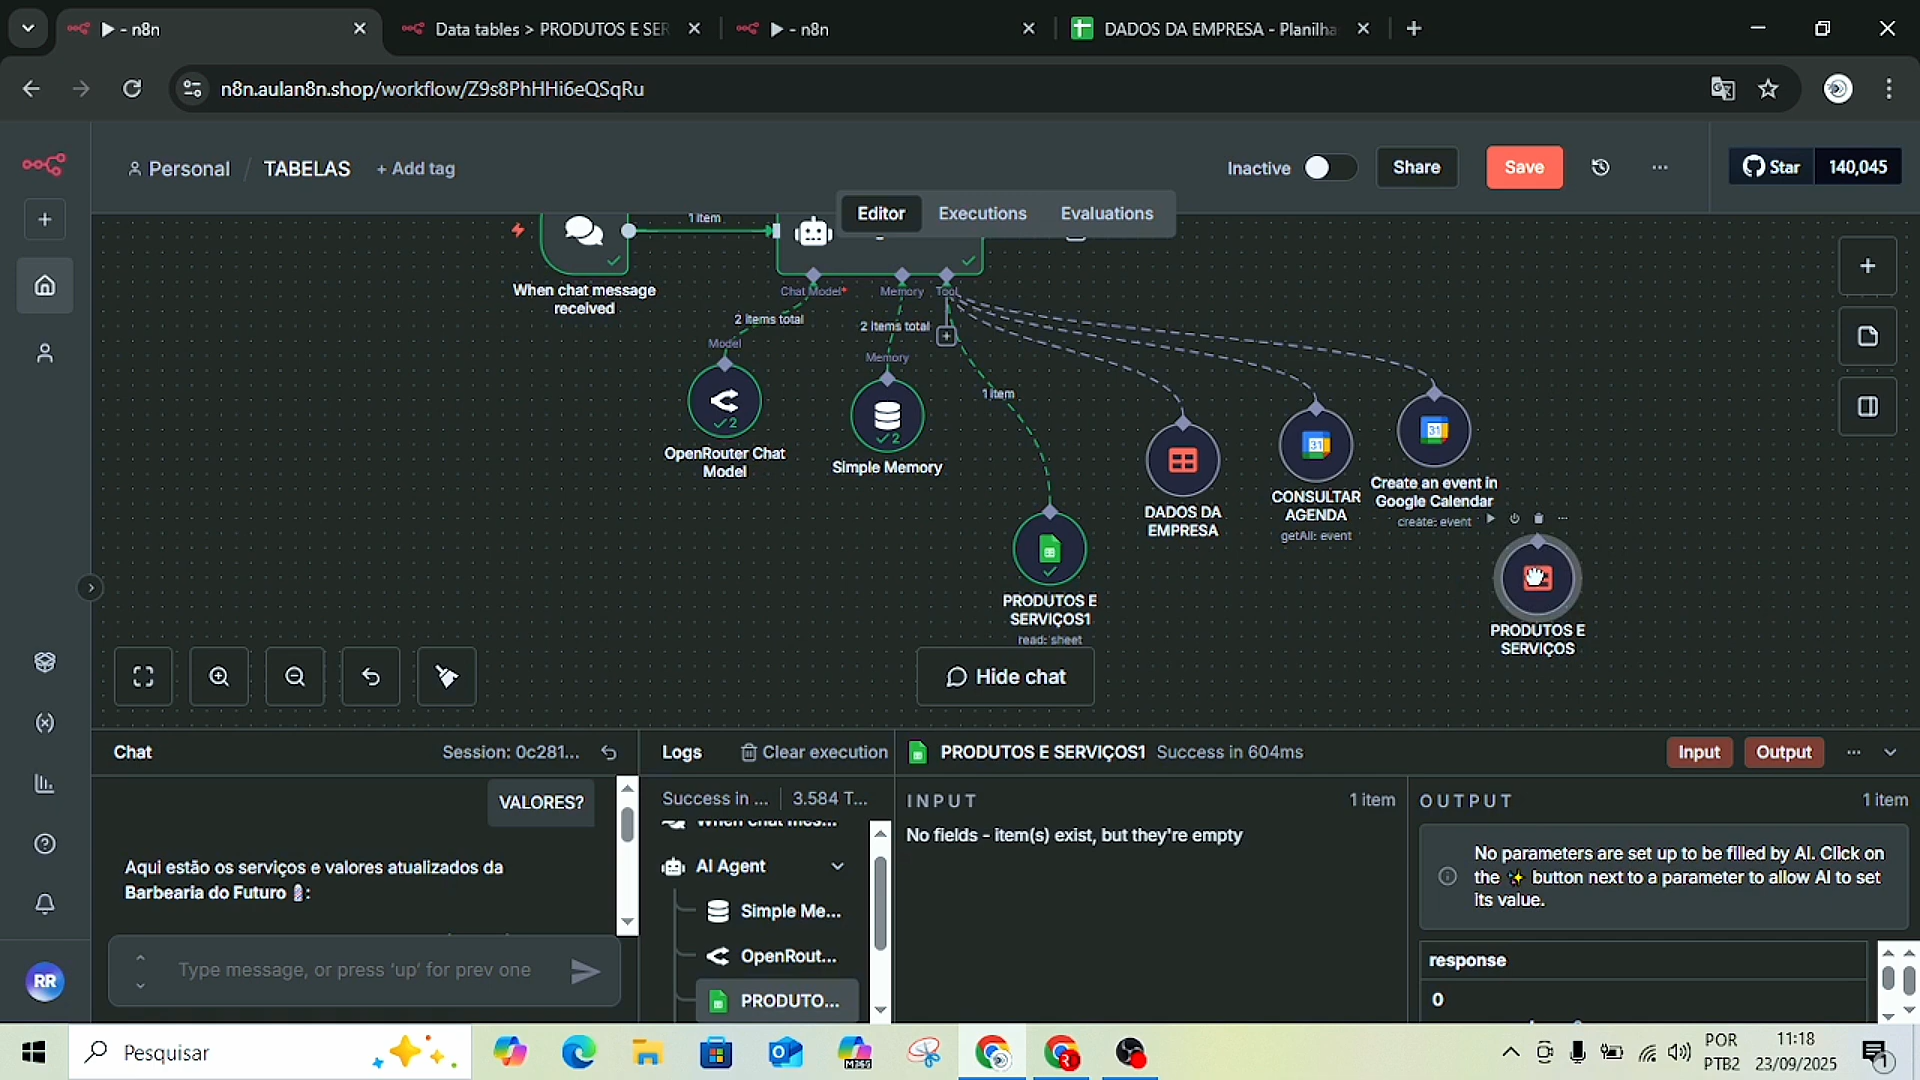 ▶ - n8n
Data tables > PRODUTOS E SER
▶ - n8n
DADOS DA EMPRESA - Planilha
n8n.aulan8n.shop/workflow/Z9s8PhHHi6eQSqRu
Personal / TABELAS + Add tag
Inactive
Share
Save
Star 140,045
Editor
Executions
Evaluations
1 item
When chat message
received
Chat Model*
Memory
Tool
2 items total
2 items total
Model
Memory
1 item
OpenRouter Chat
Model
Simple Memory
PRODUTOS E
SERVIÇOS1
read: sheet
DADOS DA
EMPRESA
CONSULTAR
AGENDA
getAll: event
Create an event in
Google Calendar
create: event
PRODUTOS E
SERVIÇOS
Hide chat
Chat
Session: 0c281...
Logs
Clear execution
PRODUTOS E SERVIÇOS1 Success in 604ms
Input
Output
VALORES?
Aqui estão os serviços e valores atualizados da
Barbearia do Futuro 💈:
Type message, or press 'up' for prev one
Success in ... 3.584 T...
When chat mes...
AI Agent
Simple Me...
OpenRout...
PRODUTO...
INPUT
1 item
No fields - item(s) exist, but they're empty
OUTPUT
1 item
No parameters are set up to be filled by AI. Click on
the ✨ button next to a parameter to allow AI to set
its value.
response
0
RR
Pesquisar
M365
POR
PTB2
11:18
23/09/2025
1